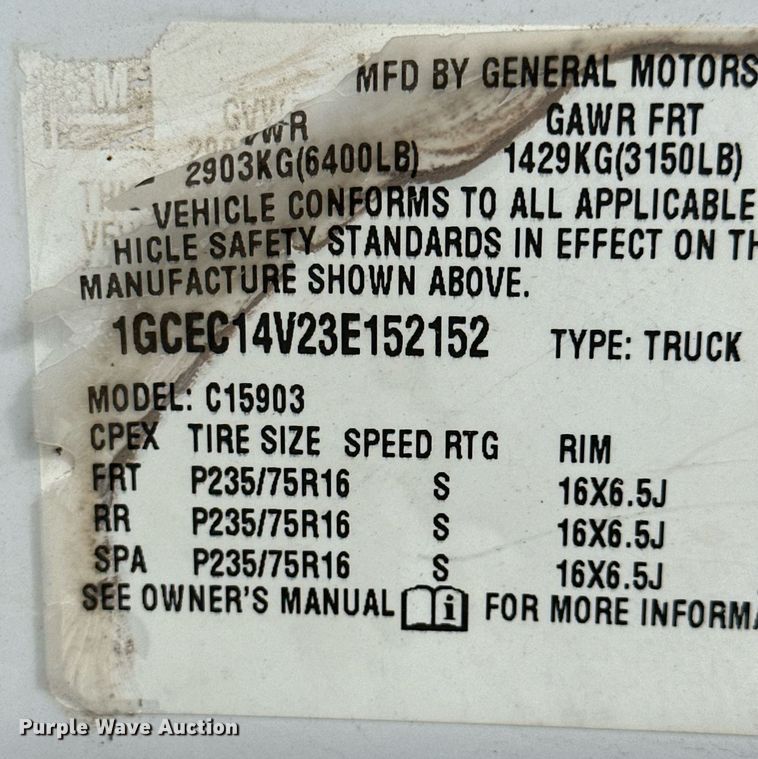 MFD BY GENERAL MOTORS
GVWR GAWR FRT
2903KG(6400LB) 1429KG(3150LB)
VEHICLE CONFORMS TO ALL APPLICABLE
HICLE SAFETY STANDARDS IN EFFECT ON TH
MANUFACTURE SHOWN ABOVE.
1GCEC14V23E152152 TYPE: TRUCK
MODEL: C15903
CPEX TIRE SIZE SPEED RTG RIM
FRT P235/75R16 S 16X6.5J
RR P235/75R16 S 16X6.5J
SPA P235/75R16 S 16X6.5J
SEE OWNER'S MANUAL i FOR MORE INFORMA
Purple Wave Auction